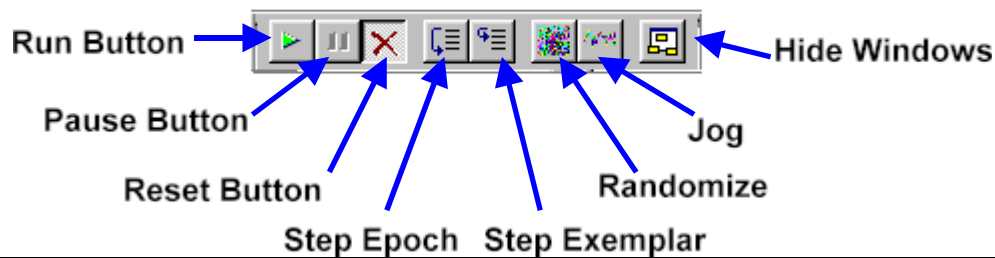 Run Button
Hide Windows
Pause Button
Jog
Reset Button
Randomize
Step Epoch
Step Exemplar